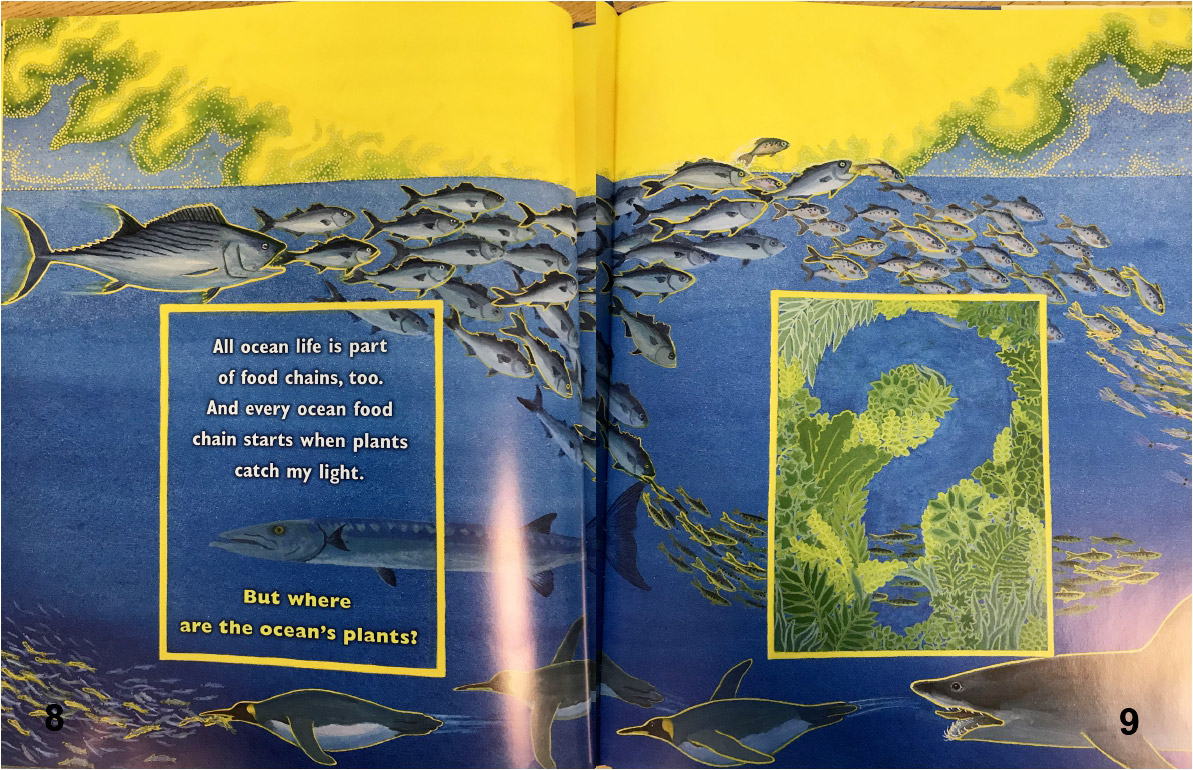 All ocean life is part
of food chains, too.
And every ocean food
chain starts when plants
catch my light.
But where
are the ocean's plants?
8
9